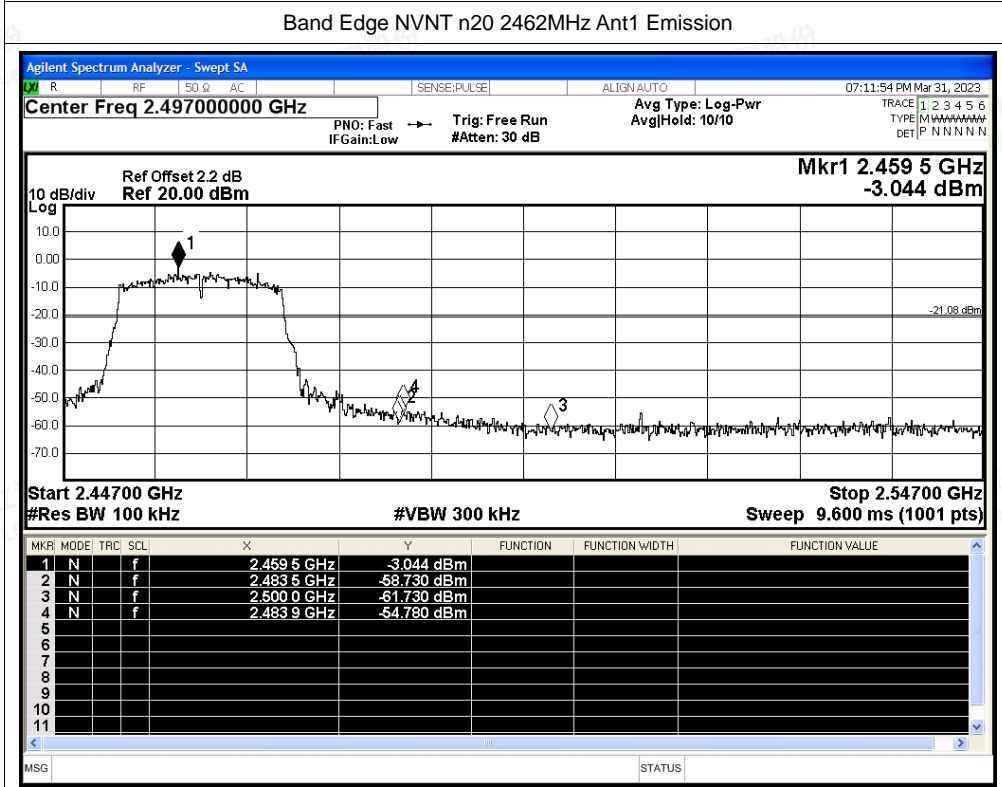 Band Edge NVNT n20 2462MHz Ant1 Emission
Agilent Spectrum Analyzer - Swept SA
LXI R RF 50 Ω AC SENSE:PULSE ALIGN AUTO 07:11:54 PM Mar 31, 2023
Center Freq 2.497000000 GHz Avg Type: Log-Pwr TRACE 1 2 3 4 5 6
PNO: Fast Trig: Free Run Avg|Hold: 10/10 TYPE M WWWWW
IFGain:Low #Atten: 30 dB DET P N N N N N
Mkr1 2.459 5 GHz
Ref Offset 2.2 dB
10 dB/div Ref 20.00 dBm -3.044 dBm
Log
10.0
1
0.00
-10.0
-20.0
-21.08 dBm
-30.0
-40.0
4
-50.0
2
3
-60.0
-70.0
Start 2.44700 GHz Stop 2.54700 GHz
#Res BW 100 kHz #VBW 300 kHz Sweep 9.600 ms (1001 pts)
MKR MODE TRC SCL X Y FUNCTION FUNCTION WIDTH FUNCTION VALUE
1 N f 2.459 5 GHz -3.044 dBm
2 N f 2.483 5 GHz -58.730 dBm
3 N f 2.500 0 GHz -61.730 dBm
4 N f 2.483 9 GHz -54.780 dBm
5
6
7
8
9
10
11
MSG STATUS